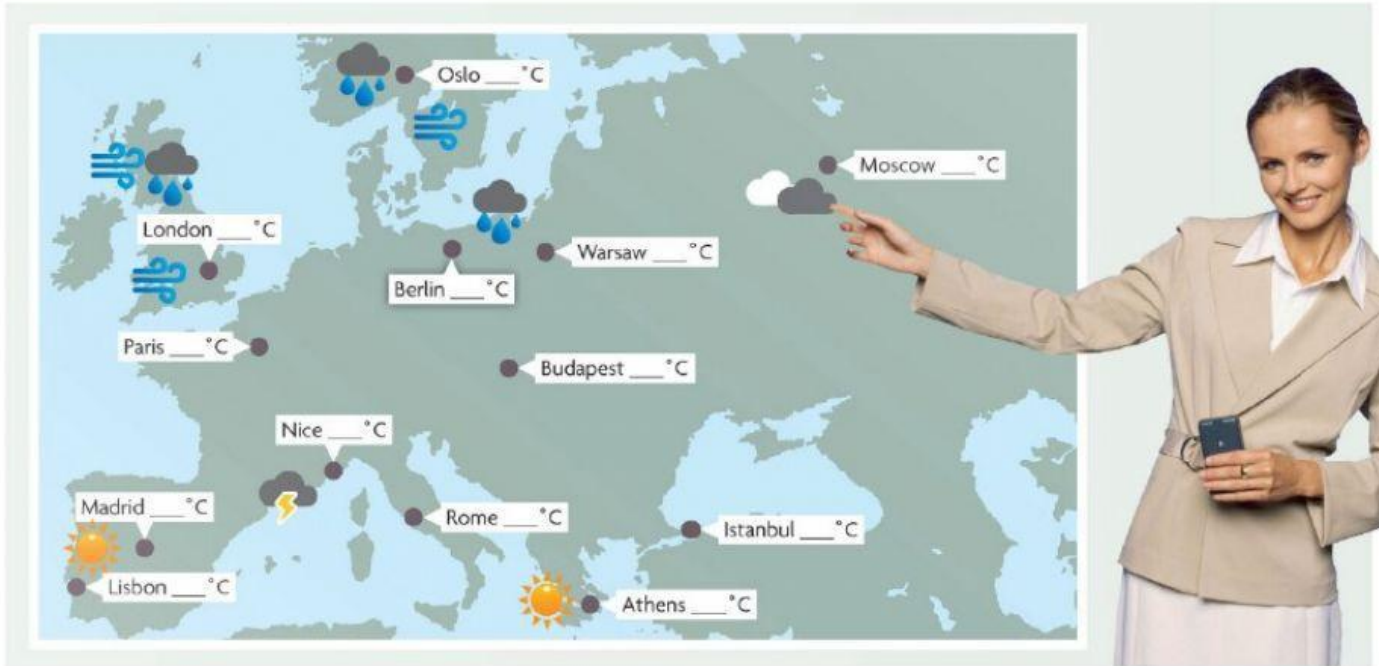 Oslo ___°C
Moscow ___°C
London ___°C
Warsaw ___°C
Berlin ___°C
Paris ___°C
Budapest ___°C
Nice ___°C
Madrid ___°C
Rome ___°C
Istanbul ___°C
Lisbon ___°C
Athens ___°C